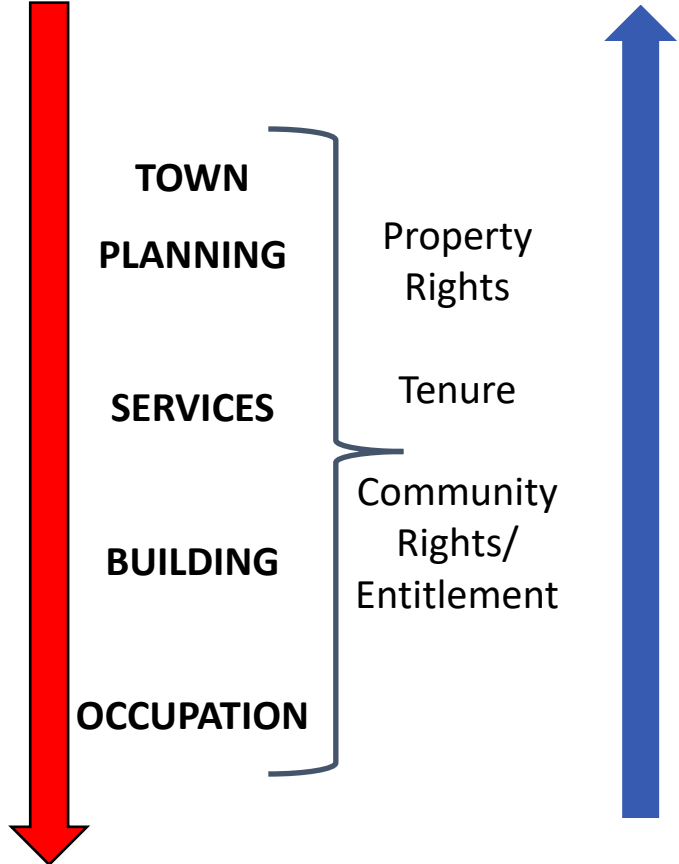 TOWN
PLANNING
SERVICES
BUILDING
OCCUPATION
Property
Rights
Tenure
Community
Rights/
Entitlement